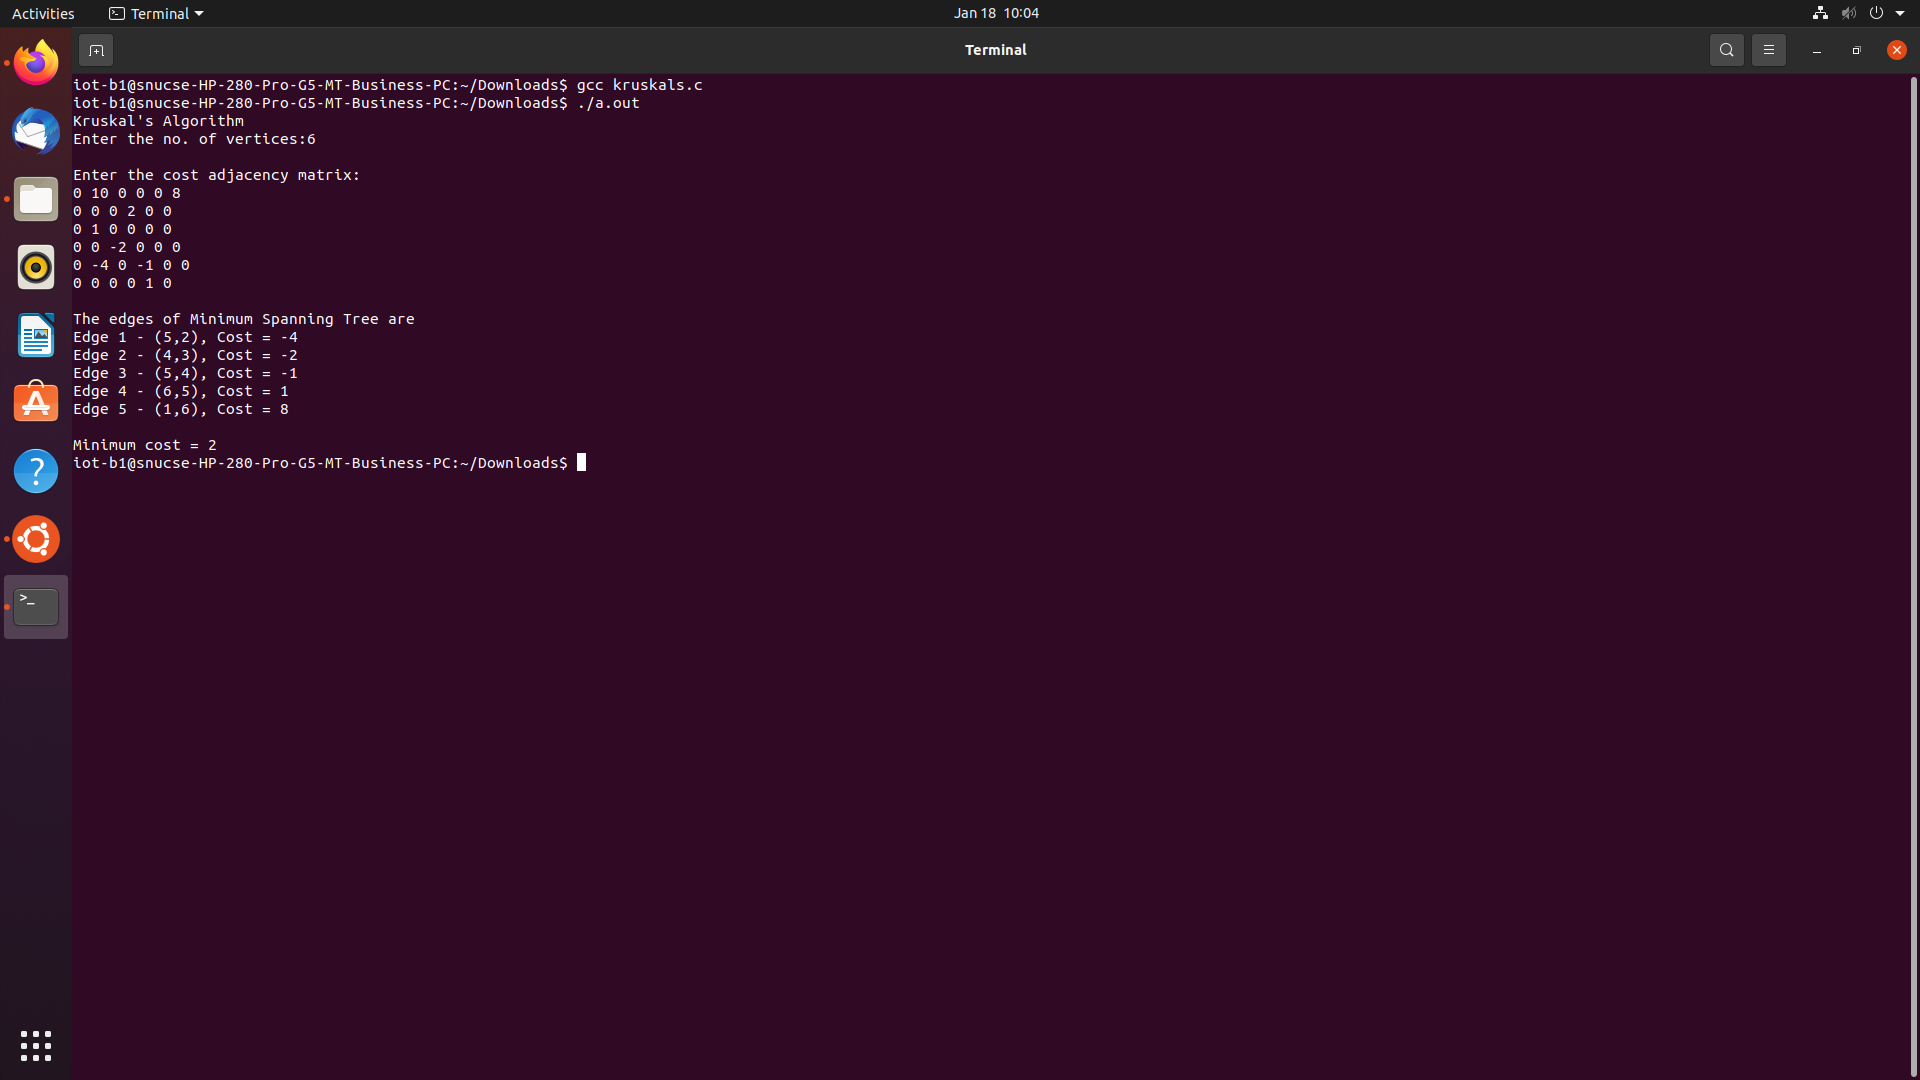 Activities
Terminal
Jan 18 10:04
Terminal
iot-b1@snucse-HP-280-Pro-G5-MT-Business-PC:~/Downloads$ gcc kruskals.c
iot-b1@snucse-HP-280-Pro-G5-MT-Business-PC:~/Downloads$ ./a.out
Kruskal's Algorithm
Enter the no. of vertices:6
Enter the cost adjacency matrix:
0 10 0 0 0 8
0 0 0 2 0 0
0 1 0 0 0 0
0 0 -2 0 0 0
0 -4 0 -1 0 0
0 0 0 0 1 0
The edges of Minimum Spanning Tree are
Edge 1 - (5,2), Cost = -4
Edge 2 - (4,3), Cost = -2
Edge 3 - (5,4), Cost = -1
Edge 4 - (6,5), Cost = 1
Edge 5 - (1,6), Cost = 8
Minimum cost = 2
iot-b1@snucse-HP-280-Pro-G5-MT-Business-PC:~/Downloads$